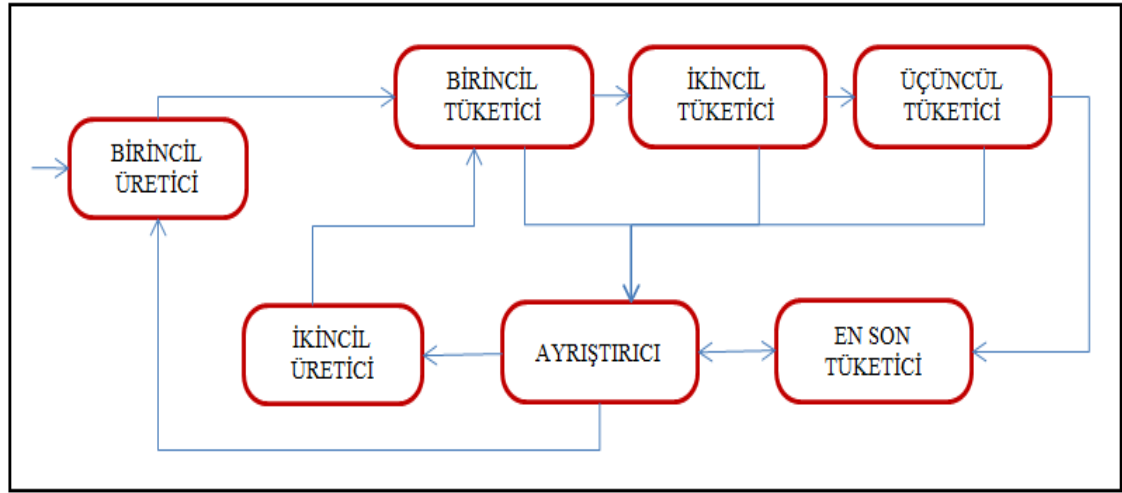 BİRİNCİL
TÜKETİCİ
İKİNCİL
TÜKETİCİ
ÜÇÜNCÜL
TÜKETİCİ
BİRİNCİL
ÜRETİCİ
İKİNCİL
ÜRETİCİ
AYRIŞTIRICI
EN SON
TÜKETİCİ